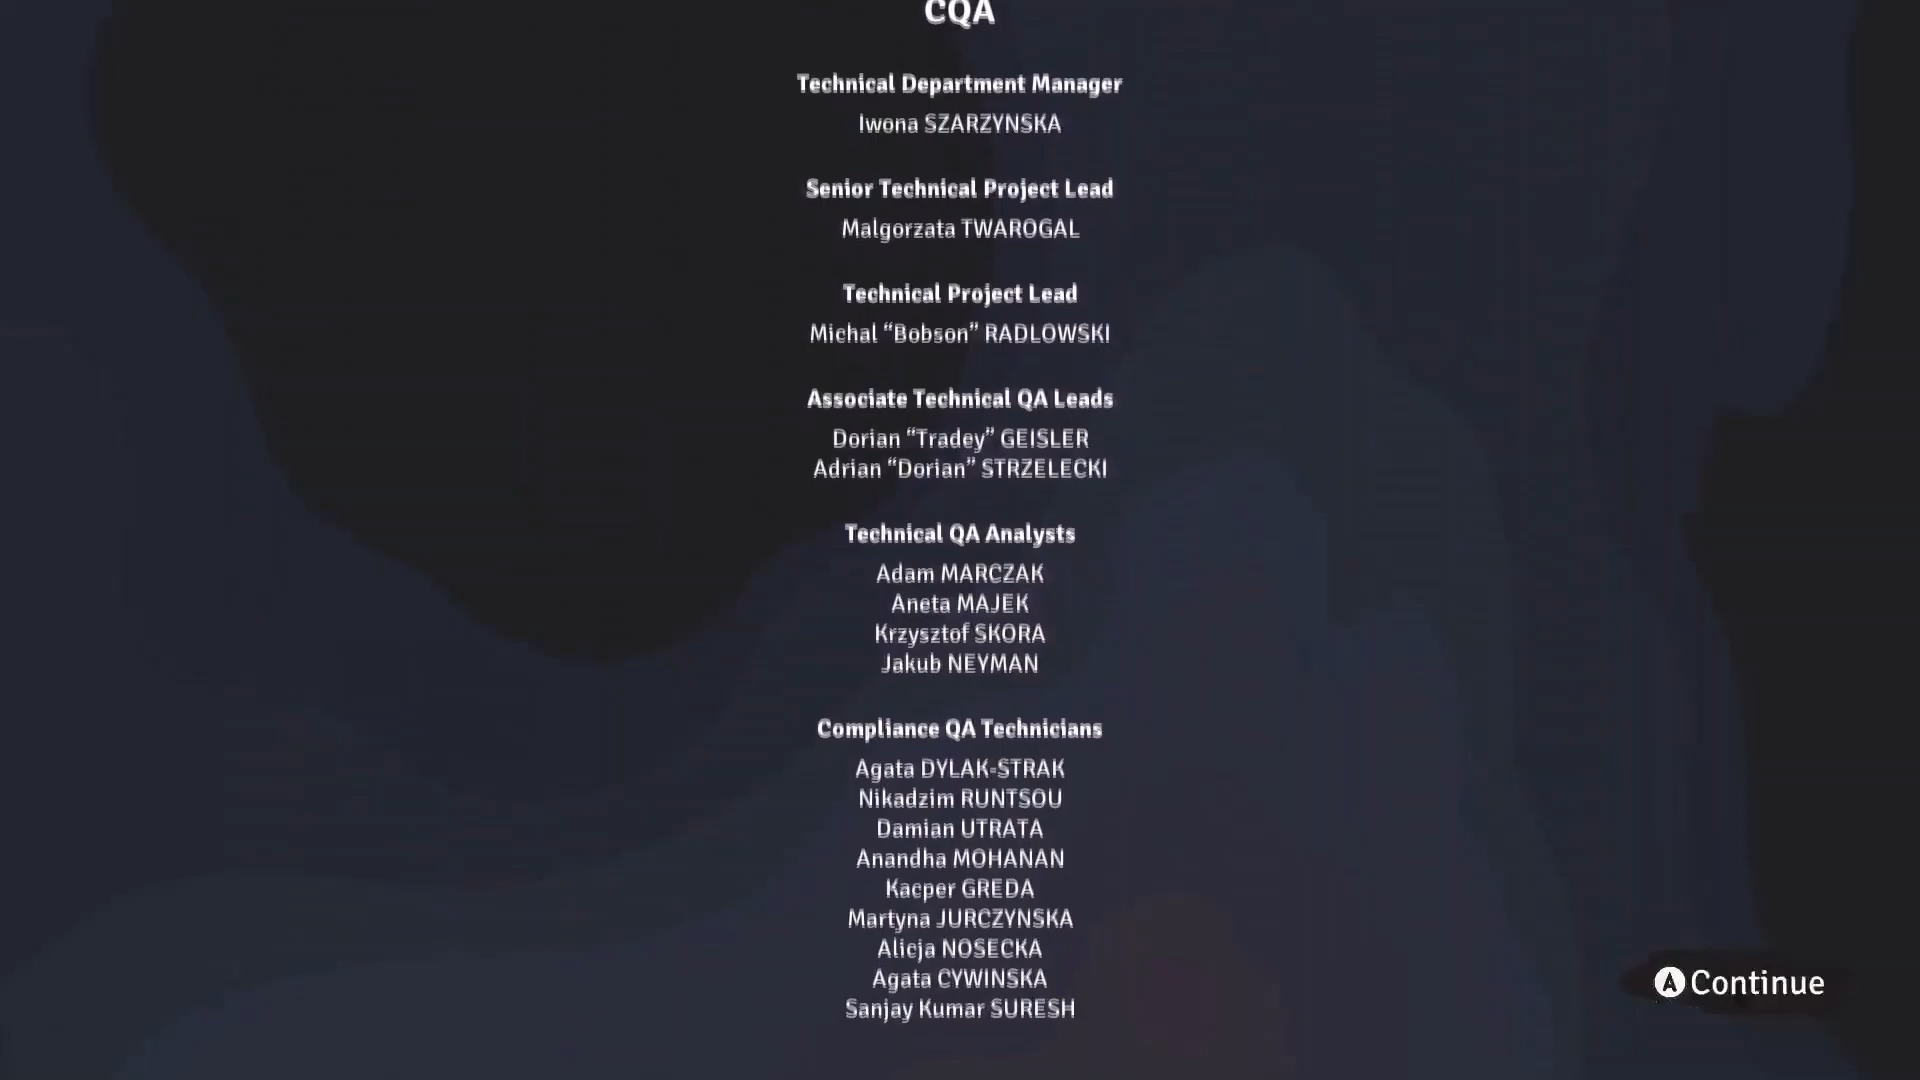 CQA
Technical Department Manager
Iwona SZARZYNSKA
Senior Technical Project Lead
Malgorzata TWAROGAL
Technical Project Lead
Michal “Bobson” RADLOWSKI
Associate Technical QA Leads
Dorian “Tradey” GEISLER
Adrian “Dorian” STRZELECKI
Technical QA Analysts
Adam MARCZAK
Aneta MAJEK
Krzysztof SKORA
Jakub NEYMAN
Compliance QA Technicians
Agata DYLAK-STRAK
Nikadzim RUNTSOU
Damian UTRATA
Anandha MOHANAN
Kacper GREDA
Martyna JURCZYNSKA
Alicja NOSECKA
Agata CYWINSKA
Sanjay Kumar SURESH
A Continue